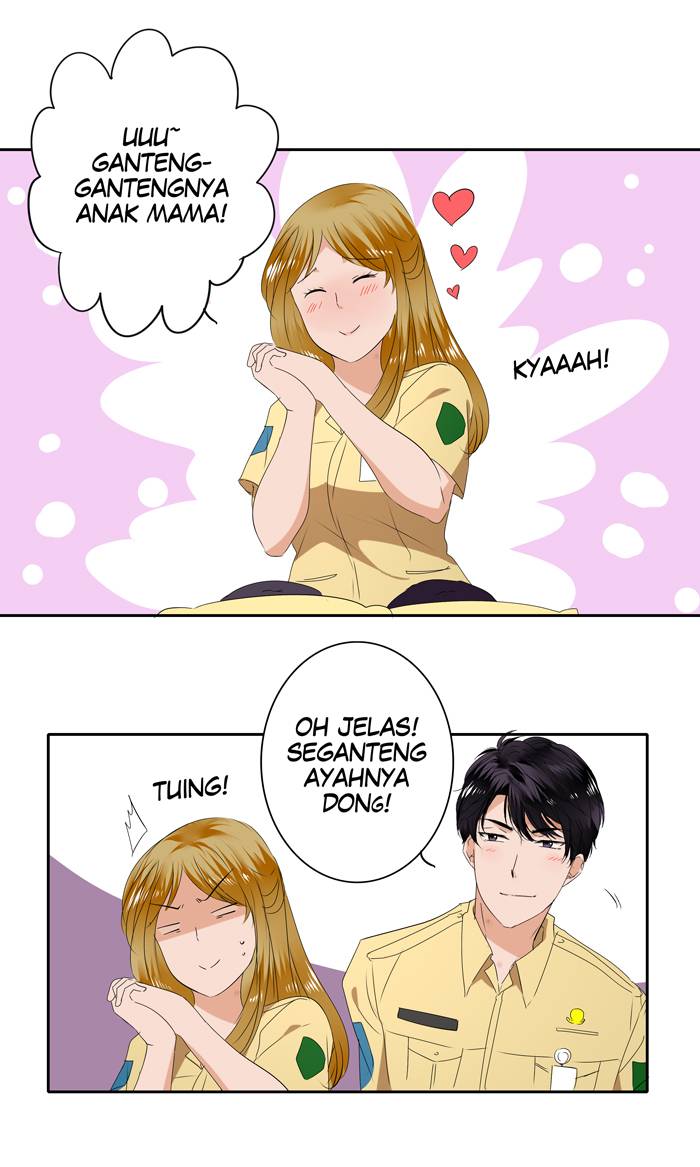 UUU~
GANTENG-
GANTENGNYA
ANAK MAMA!
KYAAAH!
OH JELAS!
SEGANTENG
AYAHNYA
DONG!
TUING!